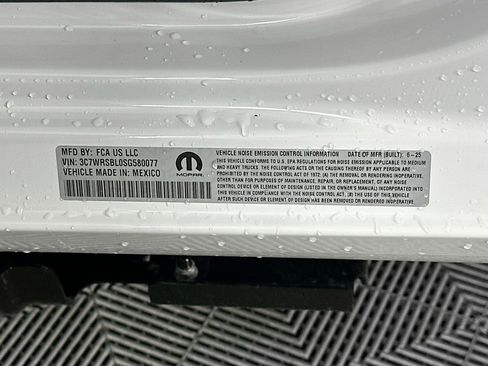 MFD BY: FCA US LLC
VIN: 3C7WRSBL0SG580077
VEHICLE MADE IN: MEXICO
MOPAR
VEHICLE NOISE EMISSION CONTROL INFORMATION DATE OF MFR (BUILT): 6-25
THIS VEHICLE CONFORMS TO U.S. EPA REGULATIONS FOR NOISE EMISSION APPLICABLE TO MEDIUM
AND HEAVY TRUCKS. THE FOLLOWING ACTS OR THE CAUSING THEREOF BY ANY PERSON ARE
PROHIBITED BY THE NOISE CONTROL ACT OF 1972: (A) THE REMOVAL OR RENDERING INOPERATIVE,
OTHER THAN FOR PURPOSES OF MAINTENANCE, REPAIR, OR REPLACEMENT, OF ANY NOISE
CONTROL DEVICE OR ELEMENT OF DESIGN (LISTED IN THE OWNER'S MANUAL) INCORPORATED INTO
THIS VEHICLE IN COMPLIANCE WITH THE NOISE CONTROL ACT; (B) THE USE OF THIS VEHICLE
AFTER SUCH DEVICE OR ELEMENT OF DESIGN HAS BEEN REMOVED OR RENDERED INOPERATIVE.